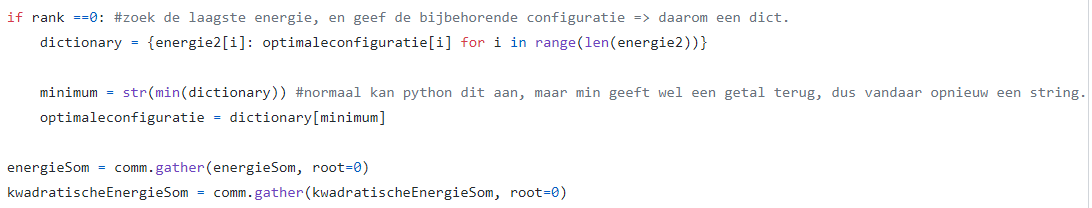 if rank ==0: #zoek de laagste energie, en geef de bijbehorende configuratie => daarom een dict.
    dictionary = {energie2[i]: optimaleconfiguratie[i] for i in range(len(energie2))}
    minimum = str(min(dictionary)) #normaal kan python dit aan, maar min geeft wel een getal terug, dus vandaar opnieuw een string.
    optimaleconfiguratie = dictionary[minimum]
energieSom = comm.gather(energieSom, root=0)
kwadratischeEnergieSom = comm.gather(kwadratischeEnergieSom, root=0)